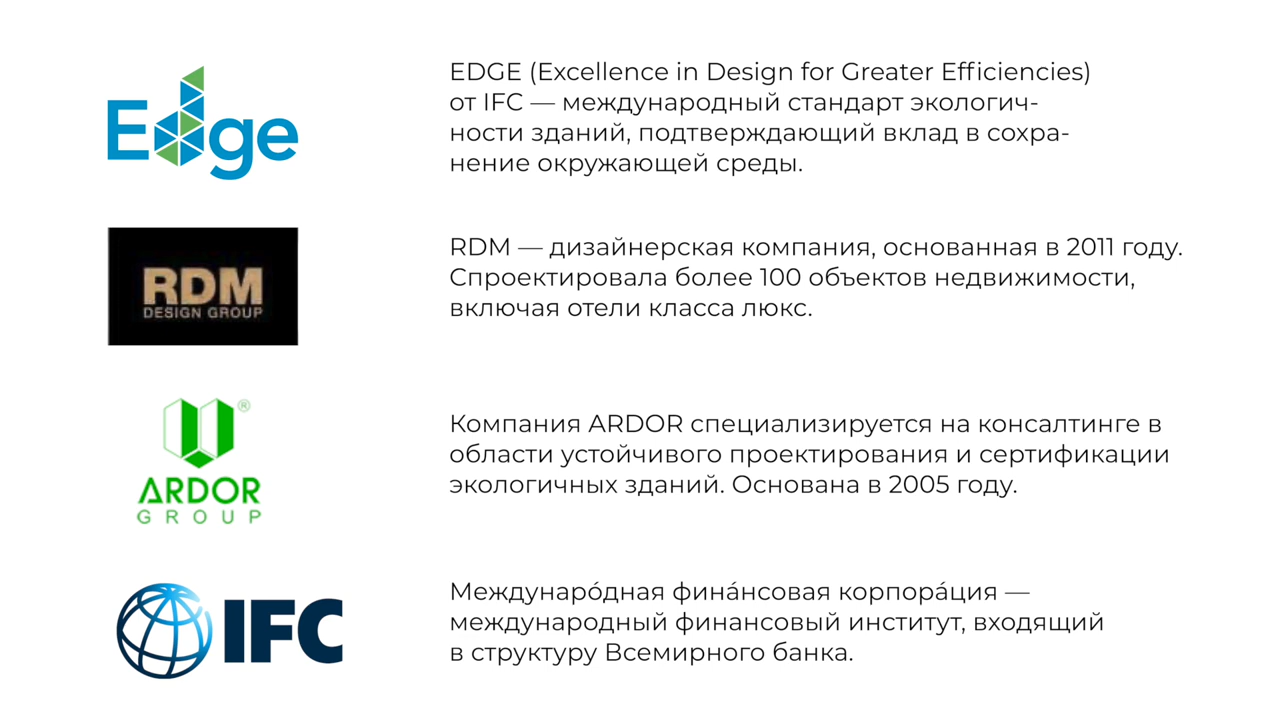 Edge
EDGE (Excellence in Design for Greater Efficiencies)
от IFC — международный стандарт экологич-
ности зданий, подтверждающий вклад в сохра-
нение окружающей среды.
RDM
DESIGN GROUP
RDM — дизайнерская компания, основанная в 2011 году.
Спроектировала более 100 объектов недвижимости,
включая отели класса люкс.
®
ARDOR
GROUP
Компания ARDOR специализируется на консалтинге в
области устойчивого проектирования и сертификации
экологичных зданий. Основана в 2005 году.
IFC
Междунаро́дная фина́нсовая корпора́ция —
международный финансовый институт, входящий
в структуру Всемирного банка.